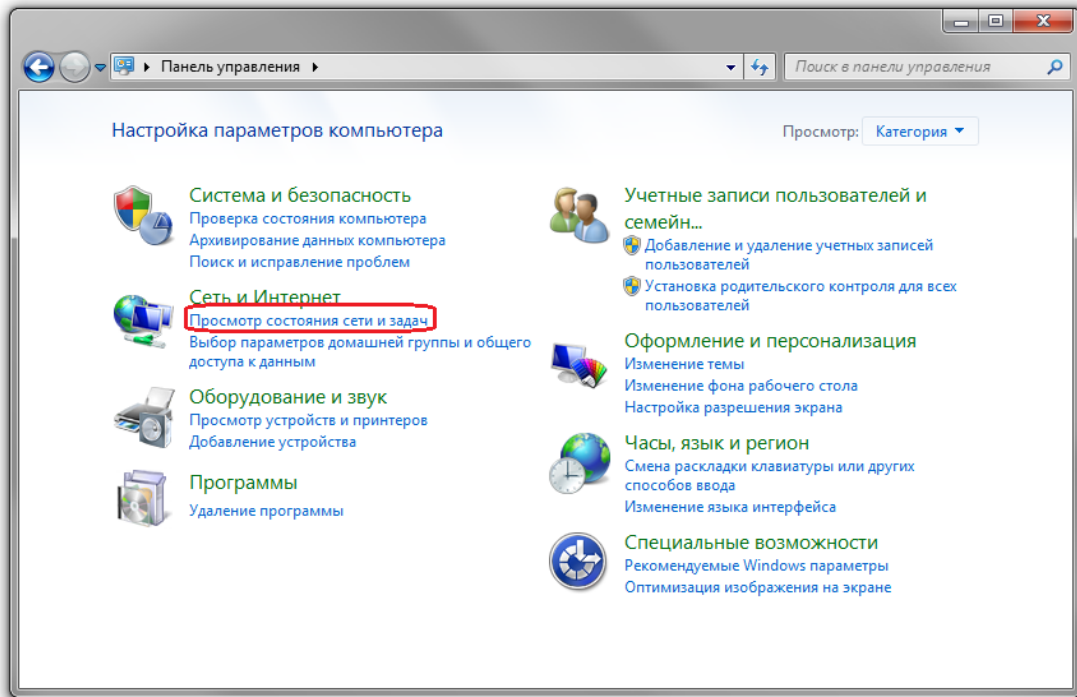 Панель управления
Поиск в панели управления
Настройка параметров компьютера
Просмотр: Категория
Система и безопасность
Проверка состояния компьютера
Архивирование данных компьютера
Поиск и исправление проблем
Сеть и Интернет
Просмотр состояния сети и задач
Выбор параметров домашней группы и общего
доступа к данным
Оборудование и звук
Просмотр устройств и принтеров
Добавление устройства
Программы
Удаление программы
Учетные записи пользователей и
семейн...
Добавление и удаление учетных записей
пользователей
Установка родительского контроля для всех
пользователей
Оформление и персонализация
Изменение темы
Изменение фона рабочего стола
Настройка разрешения экрана
Часы, язык и регион
Смена раскладки клавиатуры или других
способов ввода
Изменение языка интерфейса
Специальные возможности
Рекомендуемые Windows параметры
Оптимизация изображения на экране